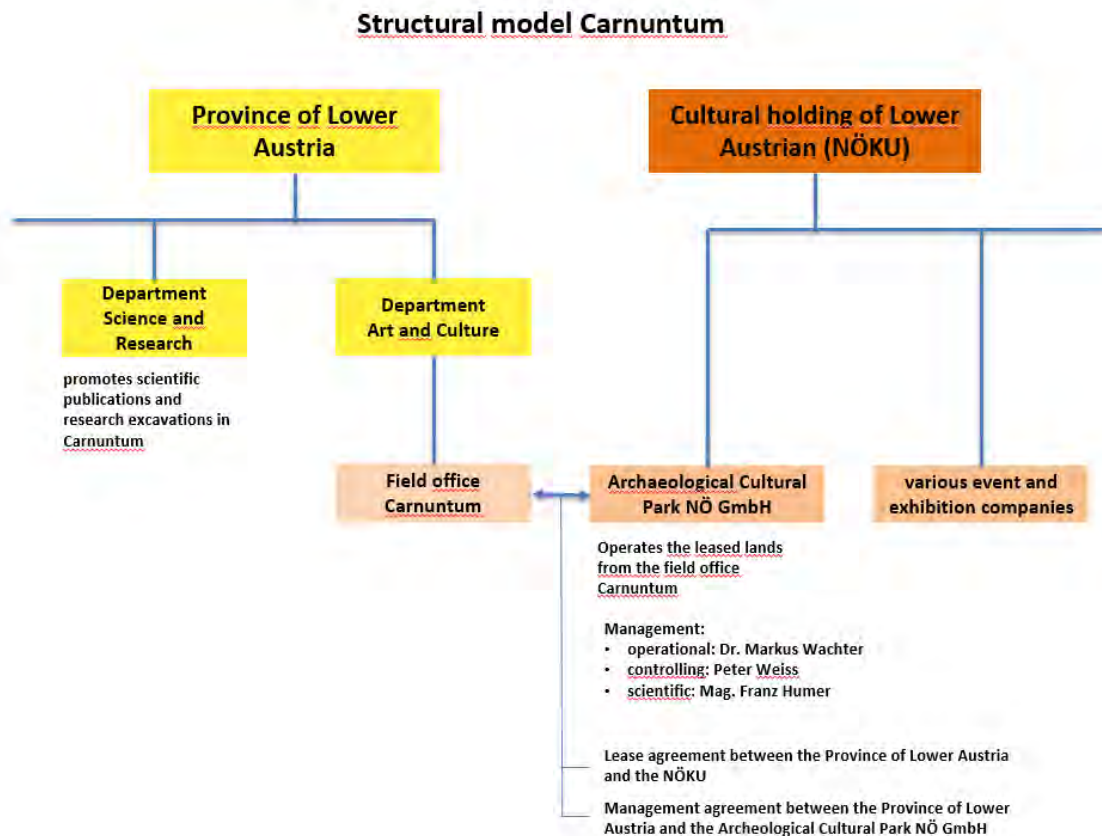 Structural model Carnuntum
Province of Lower
Austria
Cultural holding of Lower
Austrian (NÖKU)
Department
Science and
Research
promotes scientific
publications and
research excavations in
Carnuntum
Department
Art and Culture
Field office
Carnuntum
Archaeological Cultural
Park NÖ GmbH
various event and
exhibition companies
Operates the leased lands
from the field office
Carnuntum
Management:
• operational: Dr. Markus Wachter
• controlling: Peter Weiss
• scientific: Mag. Franz Humer
Lease agreement between the Province of Lower Austria
and the NÖKU
Management agreement between the Province of Lower
Austria and the Archeological Cultural Park NÖ GmbH